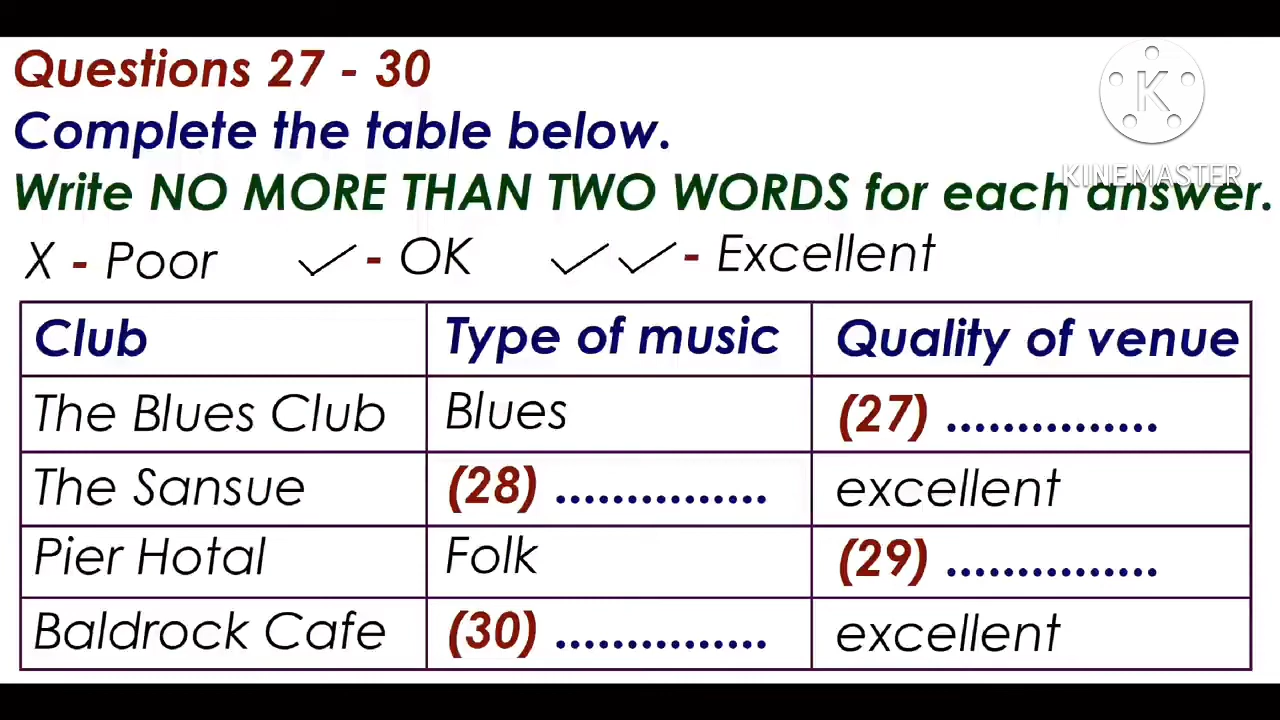 Questions 27 - 30
Complete the table below.
Write NO MORE THAN TWO WORDS for each answer.
X - Poor ✓ - OK ✓ ✓ - Excellent
Club Type of music Quality of venue
The Blues Club Blues (27) ...............
The Sansue (28) ............... excellent
Pier Hotal Folk (29) ...............
Baldrock Cafe (30) ............... excellent
K
KINEMASTER